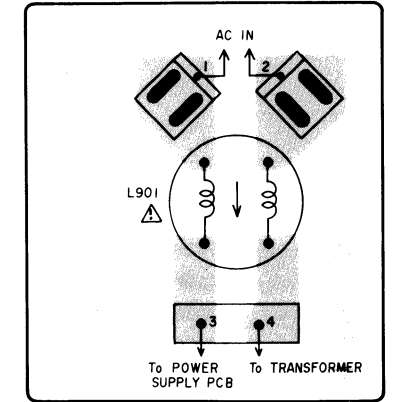 AC IN
1
2
L901
3
4
To POWER
SUPPLY PCB
To TRANSFORMER